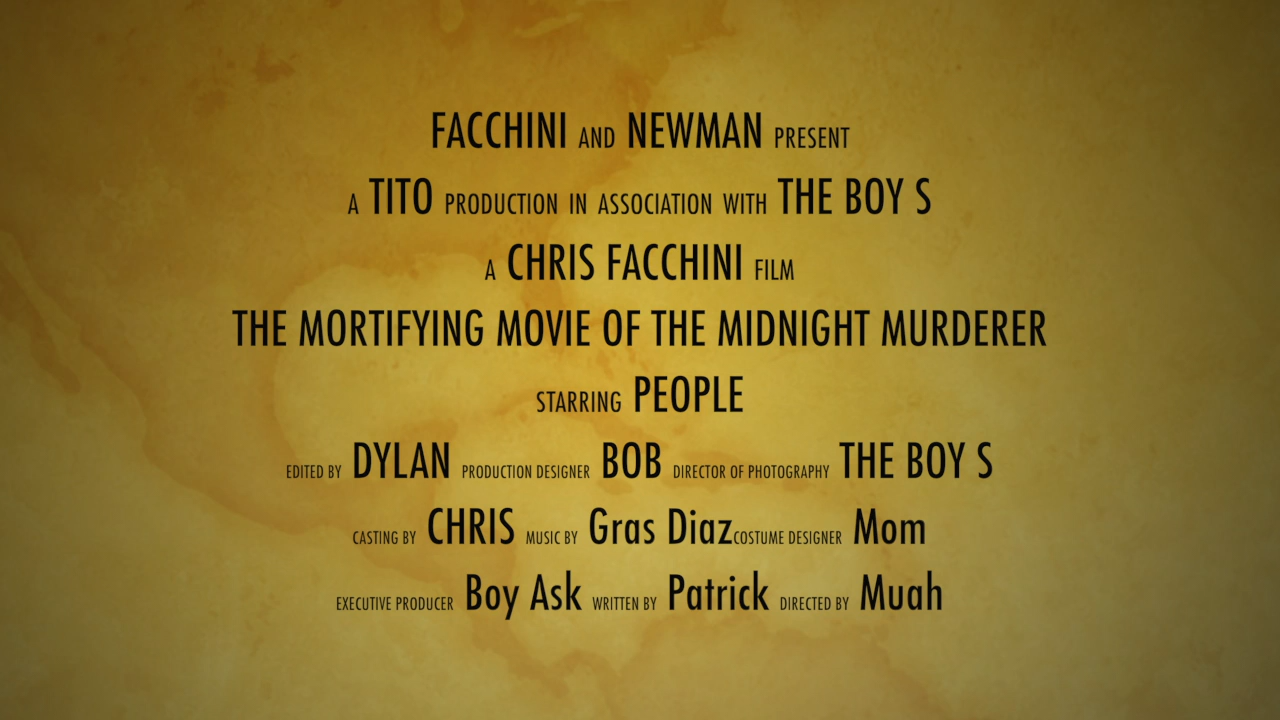 FACCHINI AND NEWMAN PRESENT
A TITO PRODUCTION IN ASSOCIATION WITH THE BOY S
A CHRIS FACCHINI FILM
THE MORTIFYING MOVIE OF THE MIDNIGHT MURDERER
STARRING PEOPLE
EDITED BY DYLAN PRODUCTION DESIGNER BOB DIRECTOR OF PHOTOGRAPHY THE BOY S
CASTING BY CHRIS MUSIC BY Gras Diaz COSTUME DESIGNER Mom
EXECUTIVE PRODUCER Boy Ask WRITTEN BY Patrick DIRECTED BY Muah